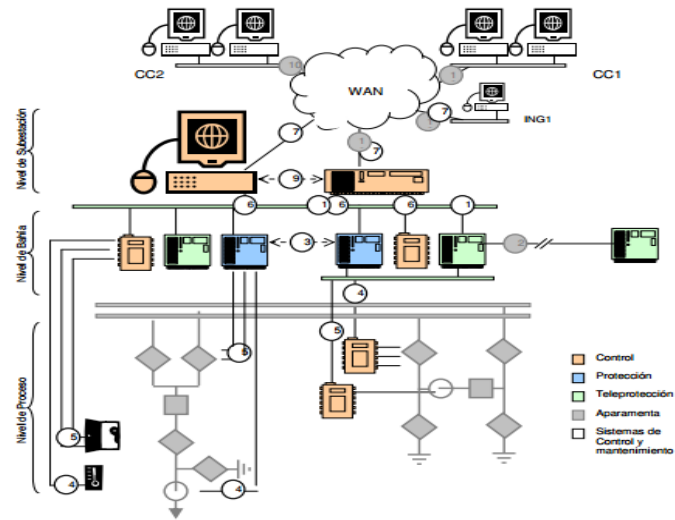 10
1
CC2
WAN
CC1
7
ING1
7
1
7
Nivel de Subestación
9
6
1
6
6
1
Nivel de Bahía
3
2
4
5
5
Nivel de Proceso
Control
Protección
Teleprotección
Aparamenta
Sistemas de
Control y
mantenimiento
5
4
4